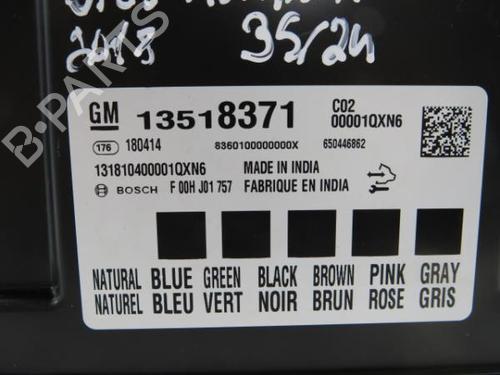 2018 35/24
GM 13518371 C02
00001QXN6
176 180414 8360100000000X 650446862
131810400001QXN6 MADE IN INDIA
BOSCH F 00H J01 757 FABRIQUE EN INDIA
NATURAL BLUE GREEN BLACK BROWN PINK GRAY
NATUREL BLEU VERT NOIR BRUN ROSE GRIS
B-PARTS